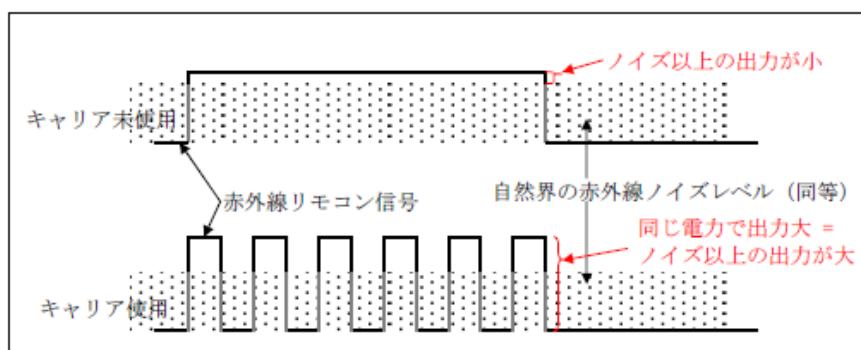 ノイズ以上の出力が小
キャリア未使用
自然界の赤外線ノイズレベル（同等）
赤外線リモコン信号
同じ電力で出力大 =
ノイズ以上の出力が大
キャリア使用